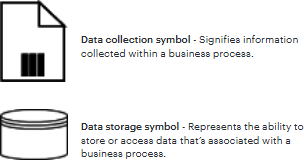 Data collection symbol - Signifies information
collected within a business process.
Data storage symbol - Represents the ability to
store or access data that's associated with a
business process.